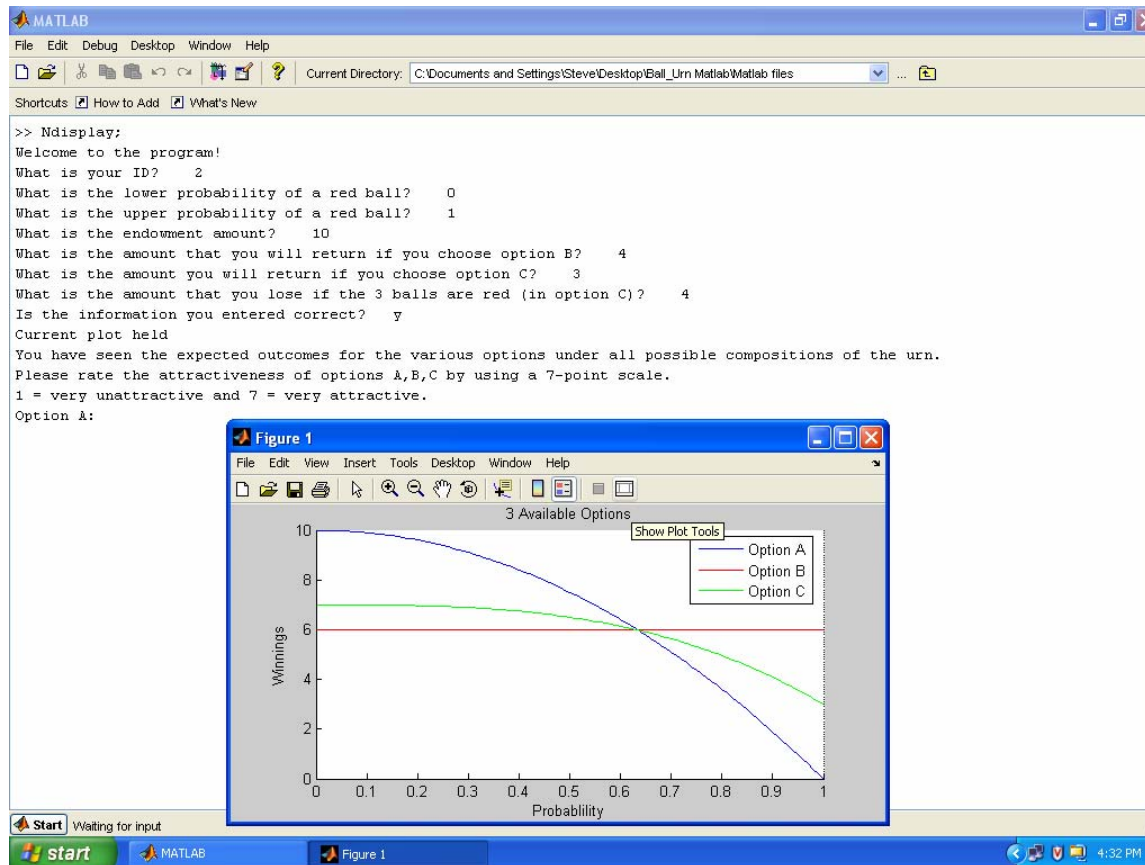 MATLAB
File Edit Debug Desktop Window Help
Current Directory: C:\Documents and Settings\Steve\Desktop\Ball_Urn Matlab\Matlab files
Shortcuts How to Add What's New
>> Ndisplay;
Welcome to the program!
What is your ID? 2
What is the lower probability of a red ball? 0
What is the upper probability of a red ball? 1
What is the endowment amount? 10
What is the amount that you will return if you choose option B? 4
What is the amount you will return if you choose option C? 3
What is the amount that you lose if the 3 balls are red (in option C)? 4
Is the information you entered correct? y
Current plot held
You have seen the expected outcomes for the various options under all possible compositions of the urn.
Please rate the attractiveness of options A,B,C by using a 7-point scale.
1 = very unattractive and 7 = very attractive.
Option A:
Figure 1
File Edit View Insert Tools Desktop Window Help
3 Available Options
Show Plot Tools
Option A
Option B
Option C
10
8
6
4
2
0
Winnings
0 0.1 0.2 0.3 0.4 0.5 0.6 0.7 0.8 0.9 1
Probablility
Start Waiting for input
start MATLAB Figure 1 4:32 PM